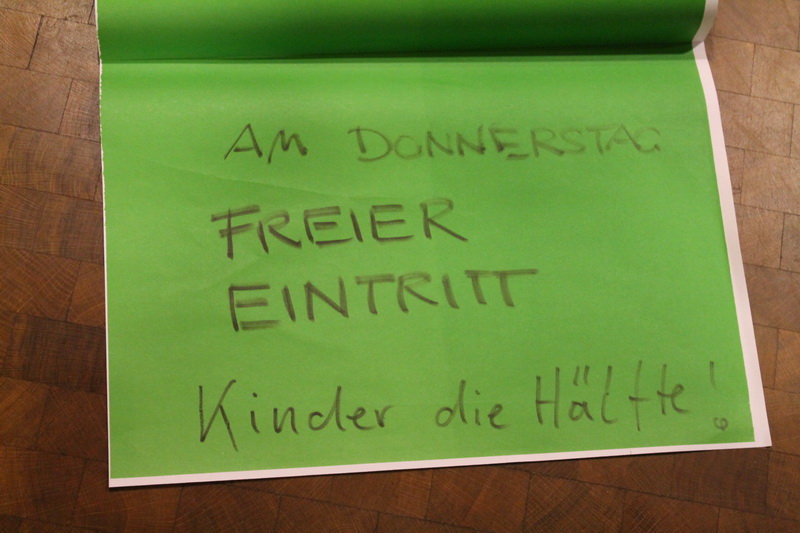 AM DONNERSTAG
FREIER
EINTRITT
Kinder die Hälfte!